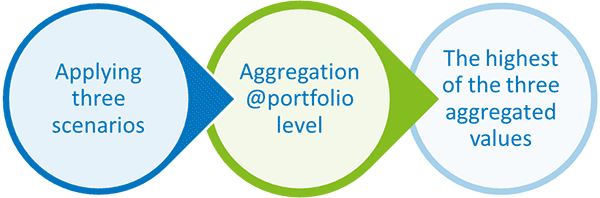 Applying
three
scenarios
Aggregation
@portfolio
level
The highest
of the three
aggregated
values